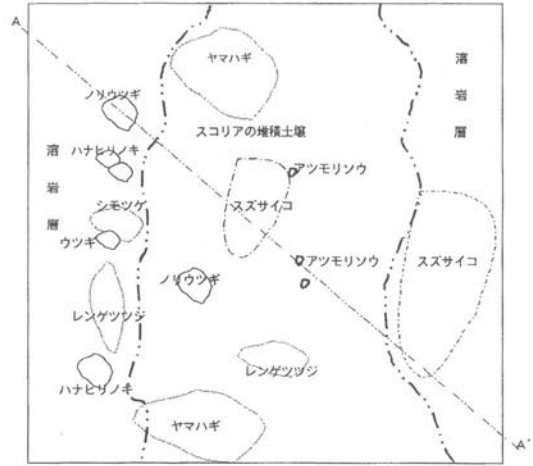 A
ヤマハギ
溶岩層
ノリウツギ
スコリアの堆積土壌
ハナヒリノキ
溶岩層
アツモリソウ
シモツケ
スズサイコ
ウツギ
アツモリソウ
スズサイコ
ノリウツギ
レンゲツツジ
レンゲツツジ
ハナヒリノキ
ヤマハギ
A'